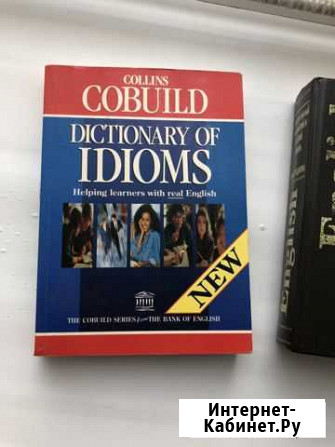 COLLINS
COBUILD
DICTIONARY OF
IDIOMS
Helping learners with real English
NEW
THE COBUILD SERIES from THE BANK OF ENGLISH
English
Интернет-
Кабинет.Ру